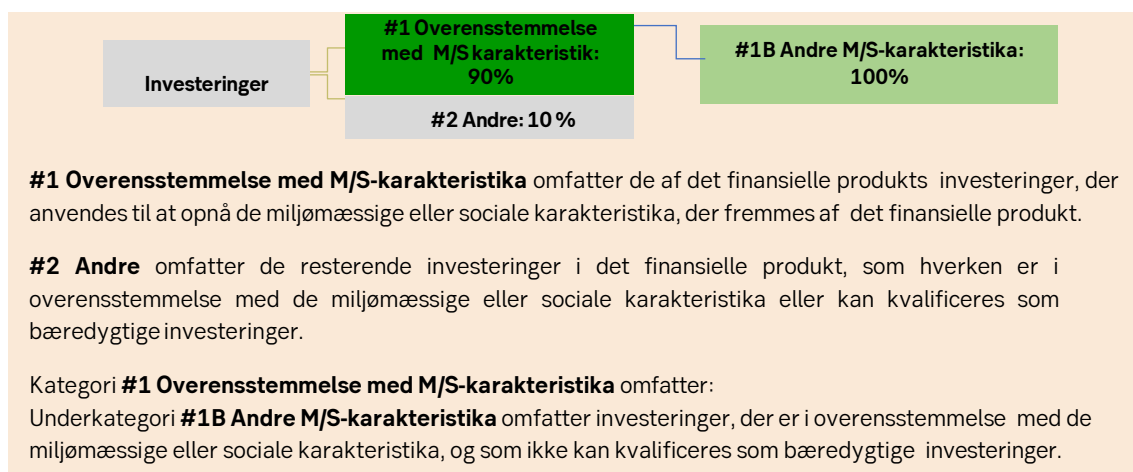 Investeringer
#1 Overensstemmelse
med M/S karakteristik:
90%
#2 Andre: 10 %
#1B Andre M/S-karakteristika:
100%
#1 Overensstemmelse med M/S-karakteristika omfatter de af det finansielle produkts investeringer, der
anvendes til at opnå de miljømæssige eller sociale karakteristika, der fremmes af det finansielle produkt.
#2 Andre omfatter de resterende investeringer i det finansielle produkt, som hverken er i
overensstemmelse med de miljømæssige eller sociale karakteristika eller kan kvalificeres som
bæredygtige investeringer.
Kategori #1 Overensstemmelse med M/S-karakteristika omfatter:
Underkategori #1B Andre M/S-karakteristika omfatter investeringer, der er i overensstemmelse med de
miljømæssige eller sociale karakteristika, og som ikke kan kvalificeres som bæredygtige investeringer.